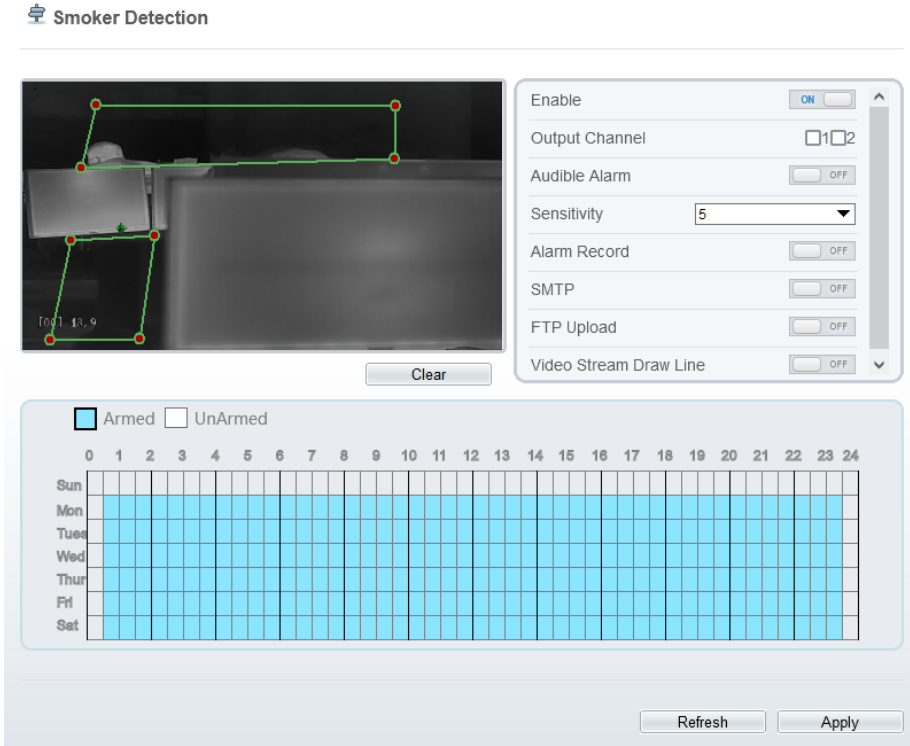 Smoker Detection
Enable ON
Output Channel 1 2
Audible Alarm OFF
Sensitivity 5
Alarm Record OFF
SMTP OFF
FTP Upload OFF
Video Stream Draw Line OFF
[00] 13.9
Clear
Armed UnArmed
0 1 2 3 4 5 6 7 8 9 10 11 12 13 14 15 16 17 18 19 20 21 22 23 24
Sun
Mon
Tues
Wed
Thur
Fri
Sat
Refresh Apply